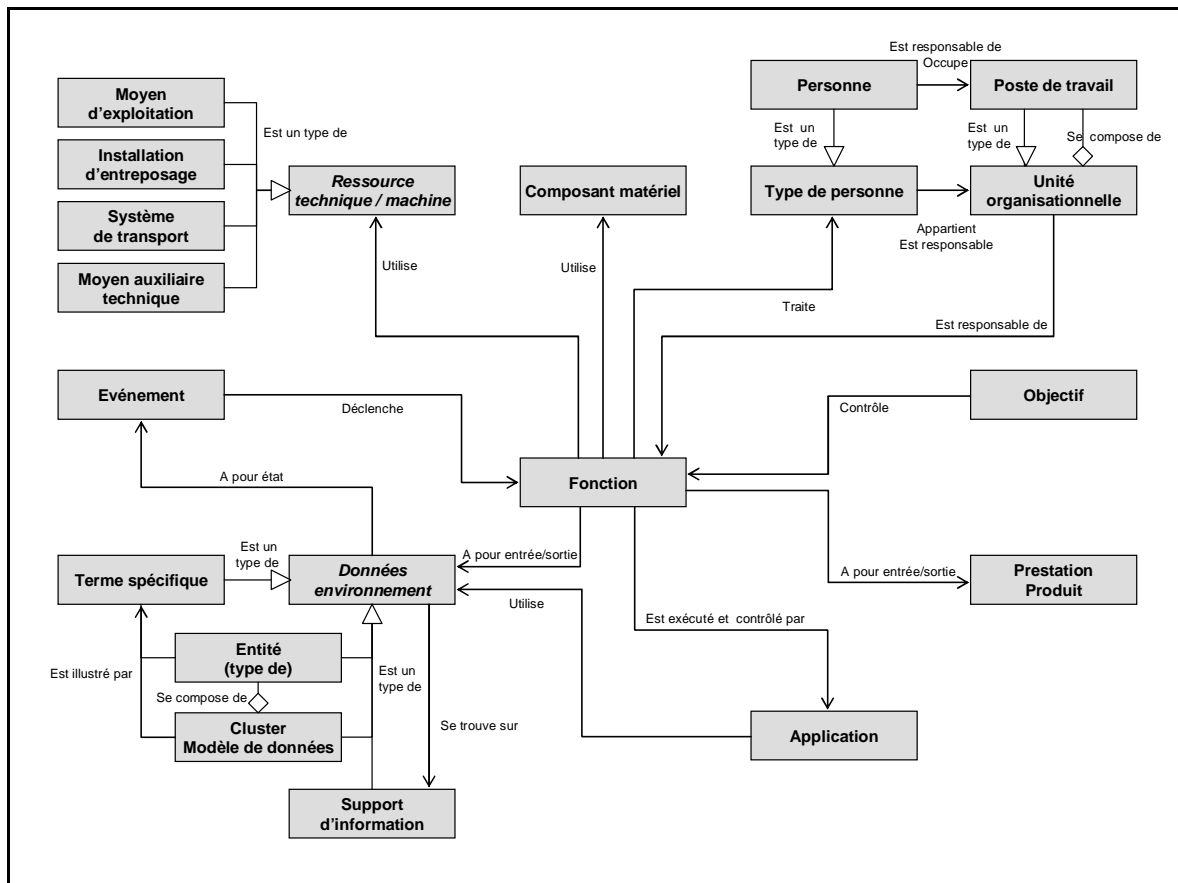 Est responsable de
Occupe
Moyen
d'exploitation
Personne
Poste de travail
Est un type de
Est un
type de
Est un
type de
Se compose de
Installation
d'entreposage
Ressource
technique / machine
Composant matériel
Type de personne
Unité
organisationnelle
Système
de transport
Appartient
Est responsable
Moyen auxiliaire
technique
Utilise
Utilise
Traite
Est responsable de
Evénement
Déclenche
Contrôle
Objectif
A pour état
Fonction
Est un
type de
A pour entrée/sortie
A pour entrée/sortie
Terme spécifique
Données
environnement
Prestation
Produit
Utilise
Est exécuté et contrôlé par
Entité
(type de)
Est illustré par
Est un
type de
Se compose de
Cluster
Modèle de données
Se trouve sur
Application
Support
d'information